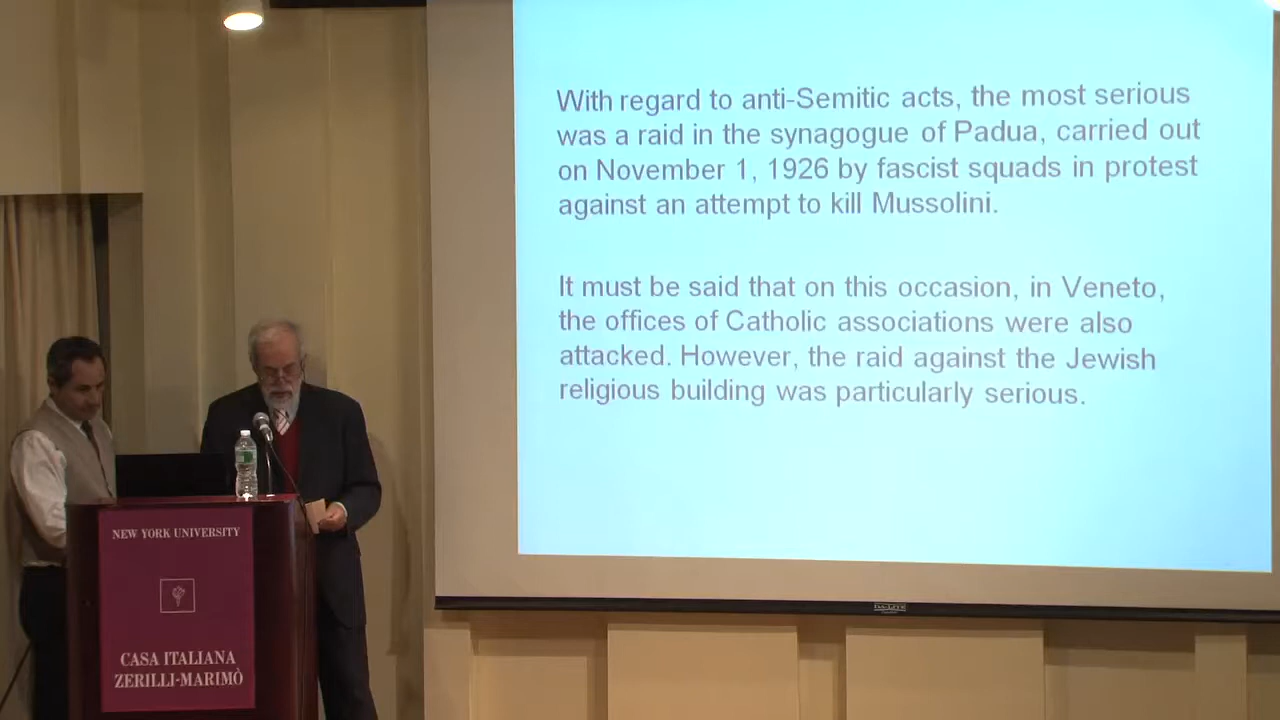 With regard to anti-Semitic acts, the most serious
was a raid in the synagogue of Padua, carried out
on November 1, 1926 by fascist squads in protest
against an attempt to kill Mussolini.
It must be said that on this occasion, in Veneto,
the offices of Catholic associations were also
attacked. However, the raid against the Jewish
religious building was particularly serious.
NEW YORK UNIVERSITY
CASA ITALIANA
ZERILLI-MARIMÒ